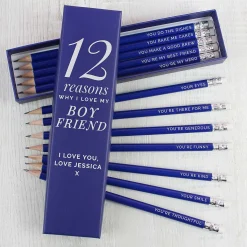 YOU DO THE DISHES
YOU MAKE ME TEA
YOU MAKE A GOOD BREW
YOU'RE MY BEST FRIEND
YOU'RE MY HERO
12
reasons
WHY I LOVE MY
BOY
FRIEND
I LOVE YOU,
LOVE JESSICA
X
YOUR EYES
YOU'RE THERE FOR ME
YOU'RE GENEROUS
YOU'RE FUNNY
YOU'RE KIND
YOUR SMILE
YOU'RE THOUGHTFUL